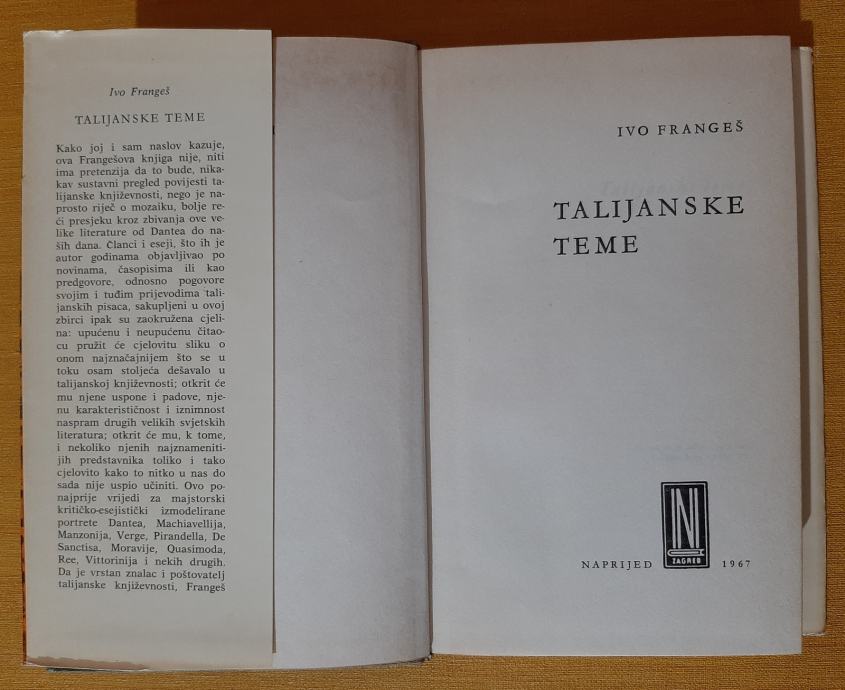 Ivo Frangeš
TALIJANSKE TEME
Kako joj i sam naslov kazuje,
ova Frangešova knjiga nije, niti
ima pretenzija da to bude, nika-
kav sustavni pregled povijesti ta-
lijanske književnosti, nego je na-
prosto riječ o mozaiku, bolje re-
ći presjeku kroz zbivanja ove ve-
like literature od Dantea do na-
ših dana. Članci i eseji, što ih je
autor godinama objavljivao po
novinama, časopisima ili kao
predgovore, odnosno pogovore
svojim i tuđim prijevodima tali-
janskih pisaca, sakupljeni u ovoj
zbirci ipak su zaokružena cjeli-
na: upućenu i neupućenu čitao-
cu pružit će cjelovitu sliku o
onom najznačajnijem što se u
toku osam stoljeća dešavalo u
talijanskoj književnosti; otkrit će
mu njene uspone i padove, nje-
nu karakterističnost i iznimnost
naspram drugih velikih svjetskih
literatura; otkrit će mu, k tome,
i nekoliko njenih najznameniti-
jih predstavnika toliko i tako
cjelovito kako to nitko u nas do
sada nije uspio učiniti. Ovo po-
najprije vrijedi za majstorski
kritičko-esejistički izmodelirane
portrete Dantea, Machiavellija,
Manzonija, Verge, Pirandella, De
Sanctisa, Moravije, Quasimoda,
Ree, Vittorinija i nekih drugih.
Da je vrstan znalac i poštovatelj
talijanske književnosti, Frangeš
IVO FRANGEŠ
TALIJANSKE
TEME
NAPRIJED
ZAGREB
1967